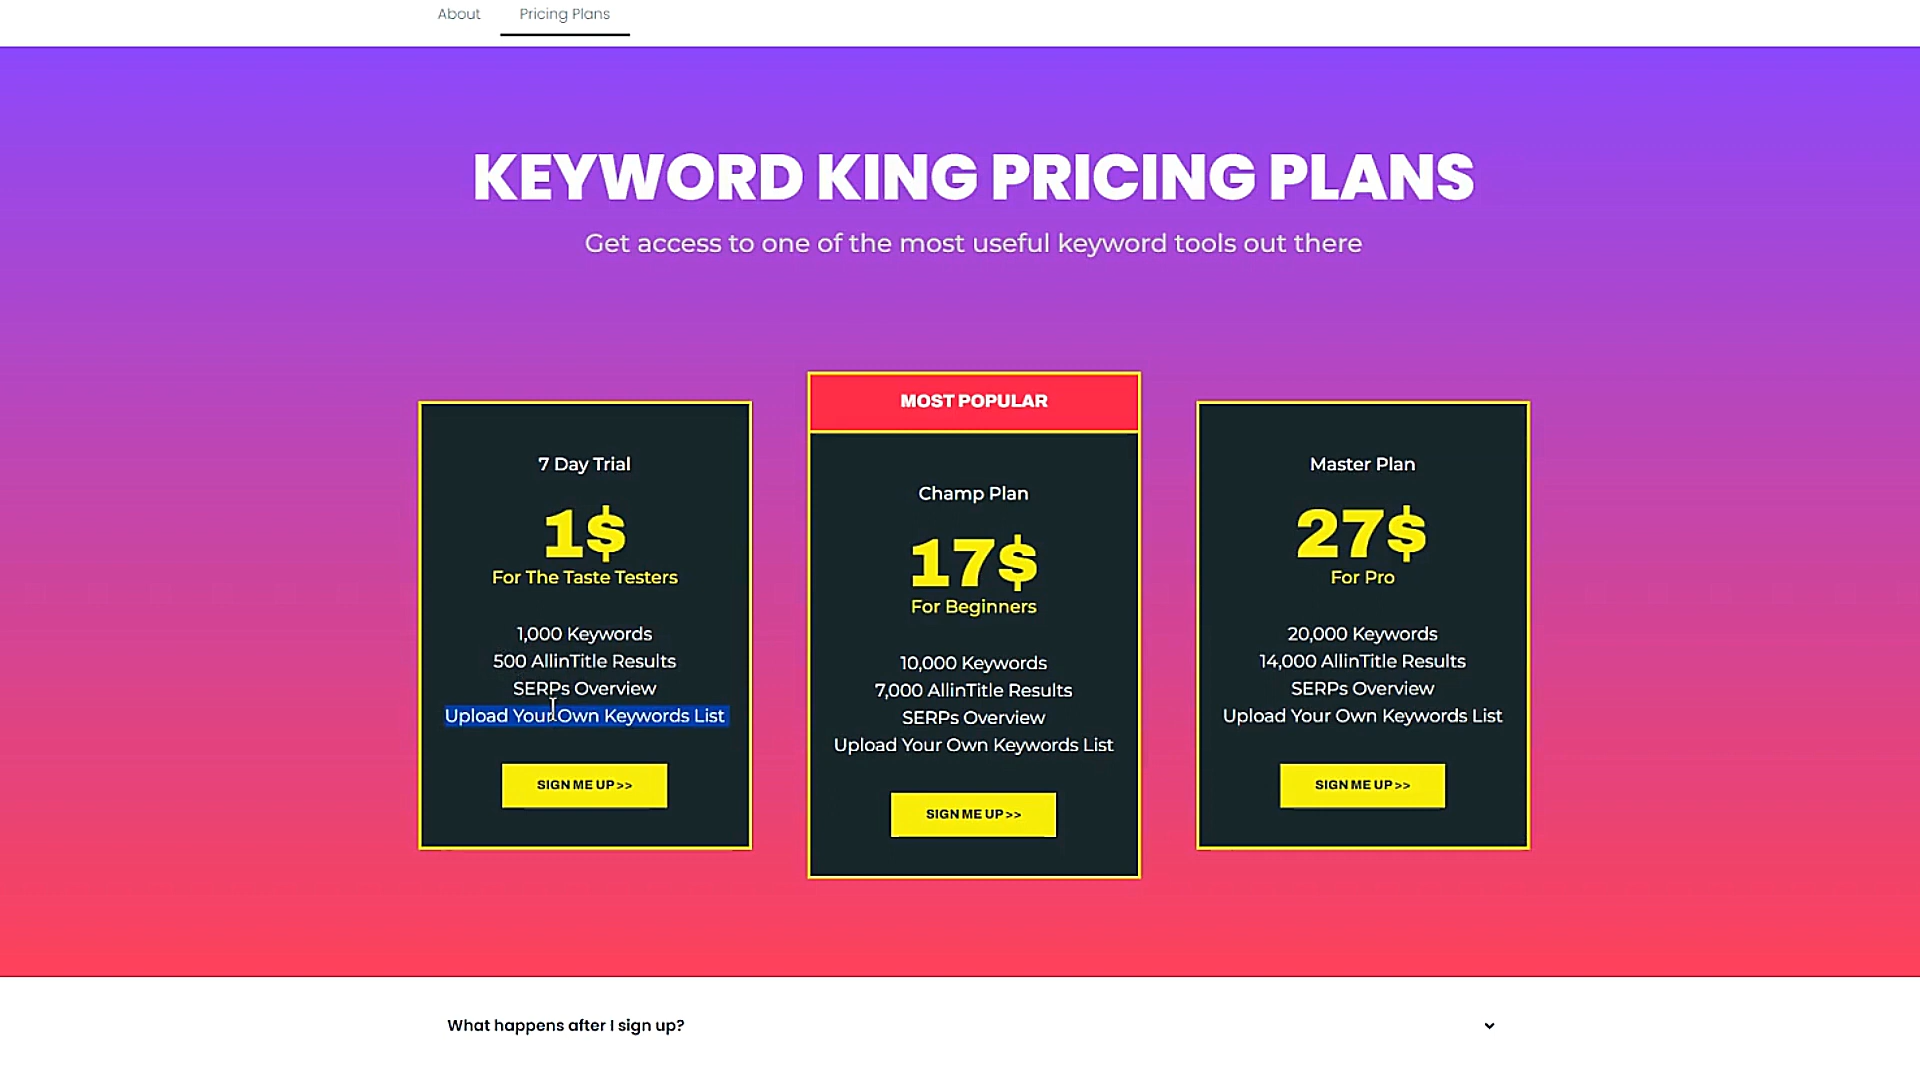 About
Pricing Plans
KEYWORD KING PRICING PLANS
Get access to one of the most useful keyword tools out there
7 Day Trial
1$
For The Taste Testers
1,000 Keywords
500 AllinTitle Results
SERPs Overview
Upload Your Own Keywords List
SIGN ME UP >>
MOST POPULAR
Champ Plan
17$
For Beginners
10,000 Keywords
7,000 AllinTitle Results
SERPs Overview
Upload Your Own Keywords List
SIGN ME UP >>
Master Plan
27$
For Pro
20,000 Keywords
14,000 AllinTitle Results
SERPs Overview
Upload Your Own Keywords List
SIGN ME UP >>
What happens after I sign up?